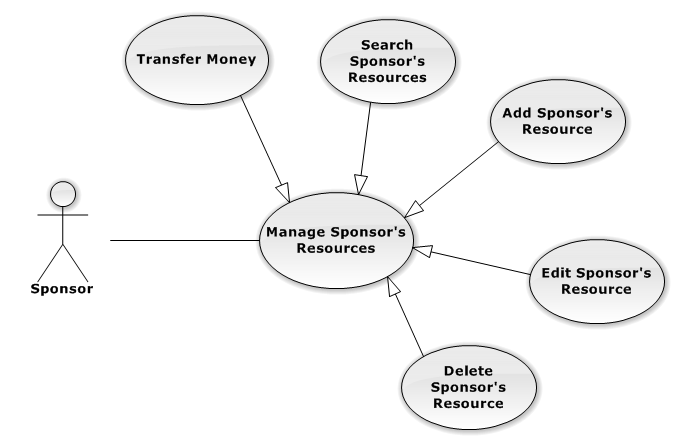 Transfer Money
Search
Sponsor's
Resources
Add Sponsor's
Resource
Manage Sponsor's
Resources
Edit Sponsor's
Resource
Sponsor
Delete
Sponsor's
Resource